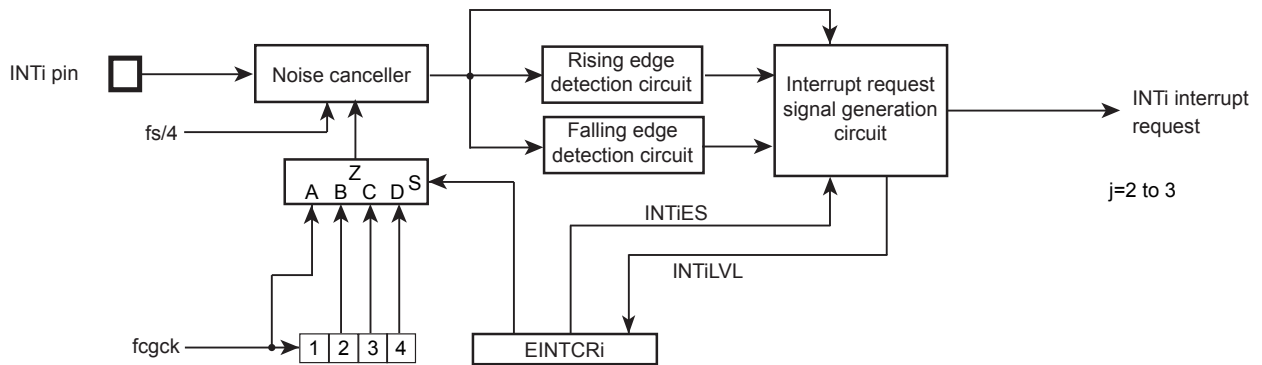 INTi pin
Noise canceller
fs/4
Rising edge
detection circuit
Falling edge
detection circuit
Interrupt request
signal generation
circuit
INTi interrupt
request
j=2 to 3
Z
S
A B C D
INTiES
INTiLVL
fcgck
1 2 3 4
EINTCRi